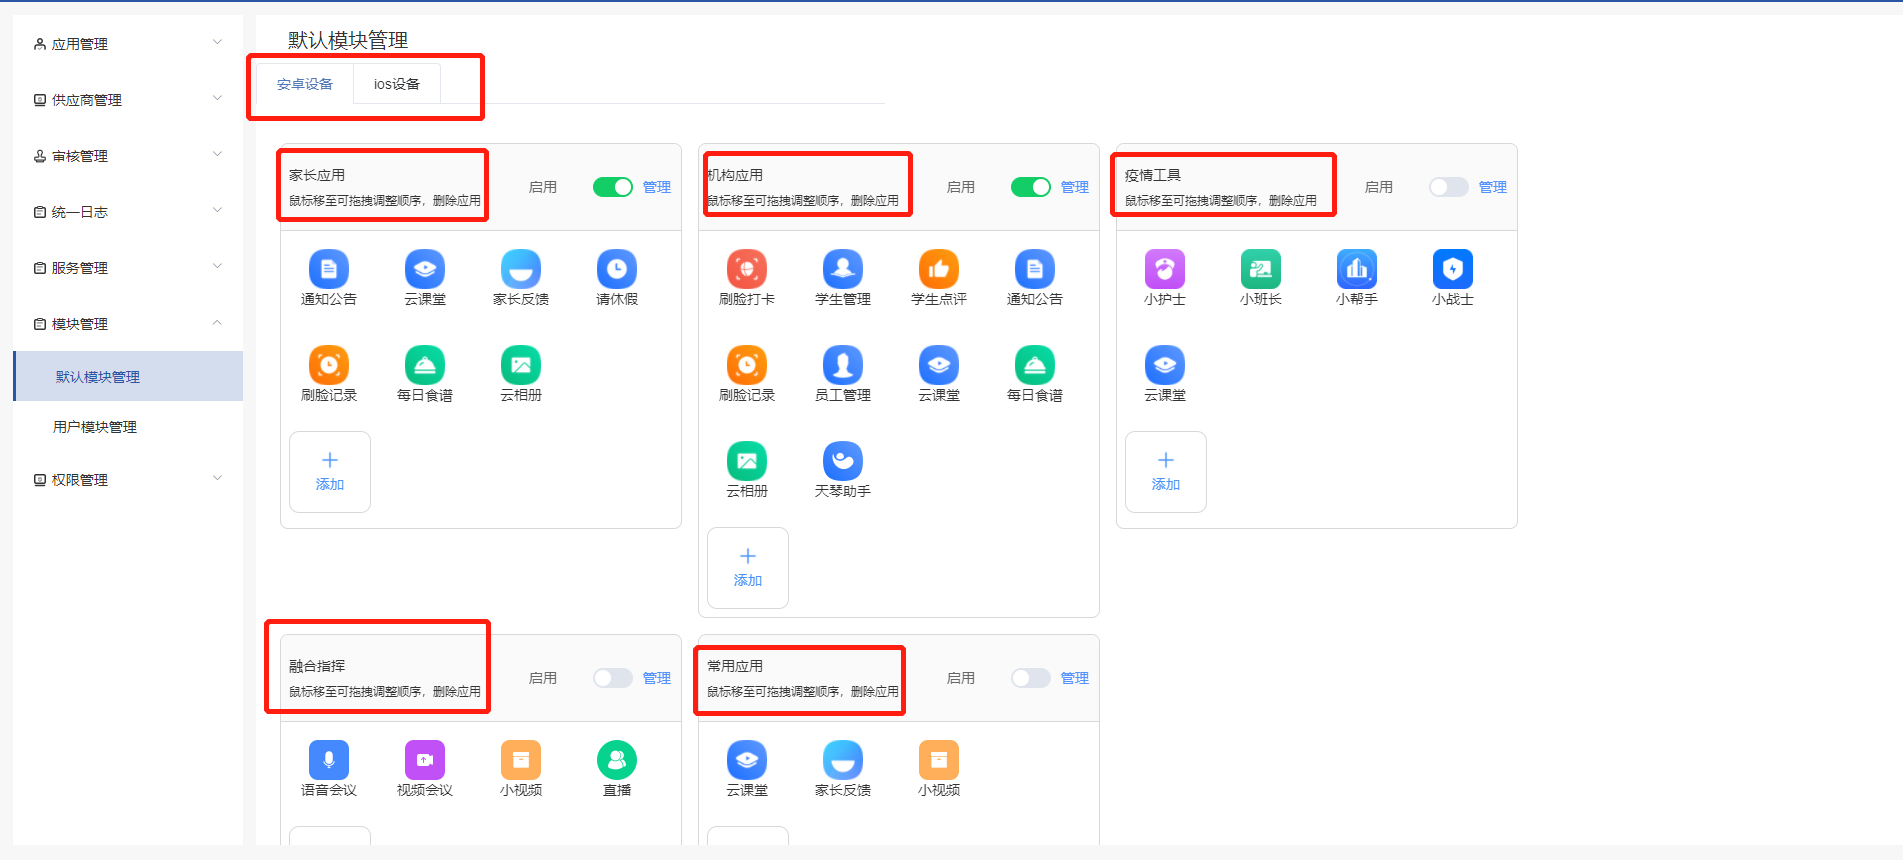 应用管理
供应商管理
审核管理
统一日志
服务管理
模块管理
默认模块管理
用户模块管理
权限管理
默认模块管理
安卓设备
ios设备
家长应用
鼠标移至可拖拽调整顺序，删除应用
启用
管理
通知公告
云课堂
家长反馈
请休假
刷脸记录
每日食谱
云相册
添加
机构应用
鼠标移至可拖拽调整顺序，删除应用
启用
管理
刷脸打卡
学生管理
学生点评
通知公告
刷脸记录
员工管理
云课堂
每日食谱
云相册
天琴助手
添加
疫情工具
鼠标移至可拖拽调整顺序，删除应用
启用
管理
小护士
小班长
小帮手
小战士
云课堂
添加
融合指挥
鼠标移至可拖拽调整顺序，删除应用
启用
管理
语音会议
视频会议
小视频
直播
常用应用
鼠标移至可拖拽调整顺序，删除应用
启用
管理
云课堂
家长反馈
小视频